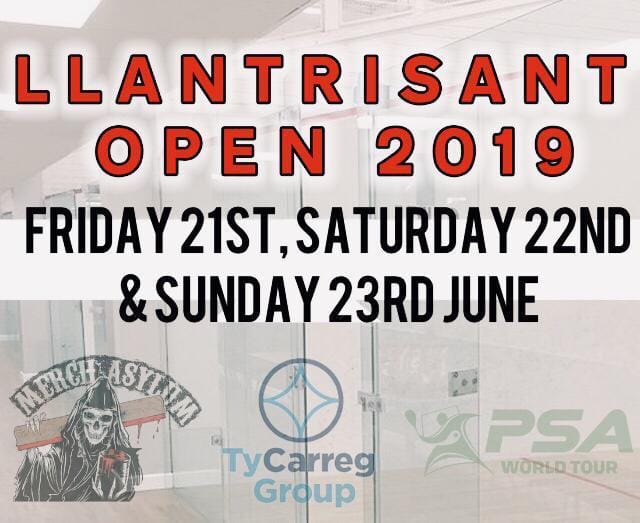 LLANTRISANT
OPEN 2019
FRIDAY 21ST, SATURDAY 22ND
& SUNDAY 23RD JUNE
MERCH ASYLUM
TyCarreg
Group
PSA
WORLD TOUR